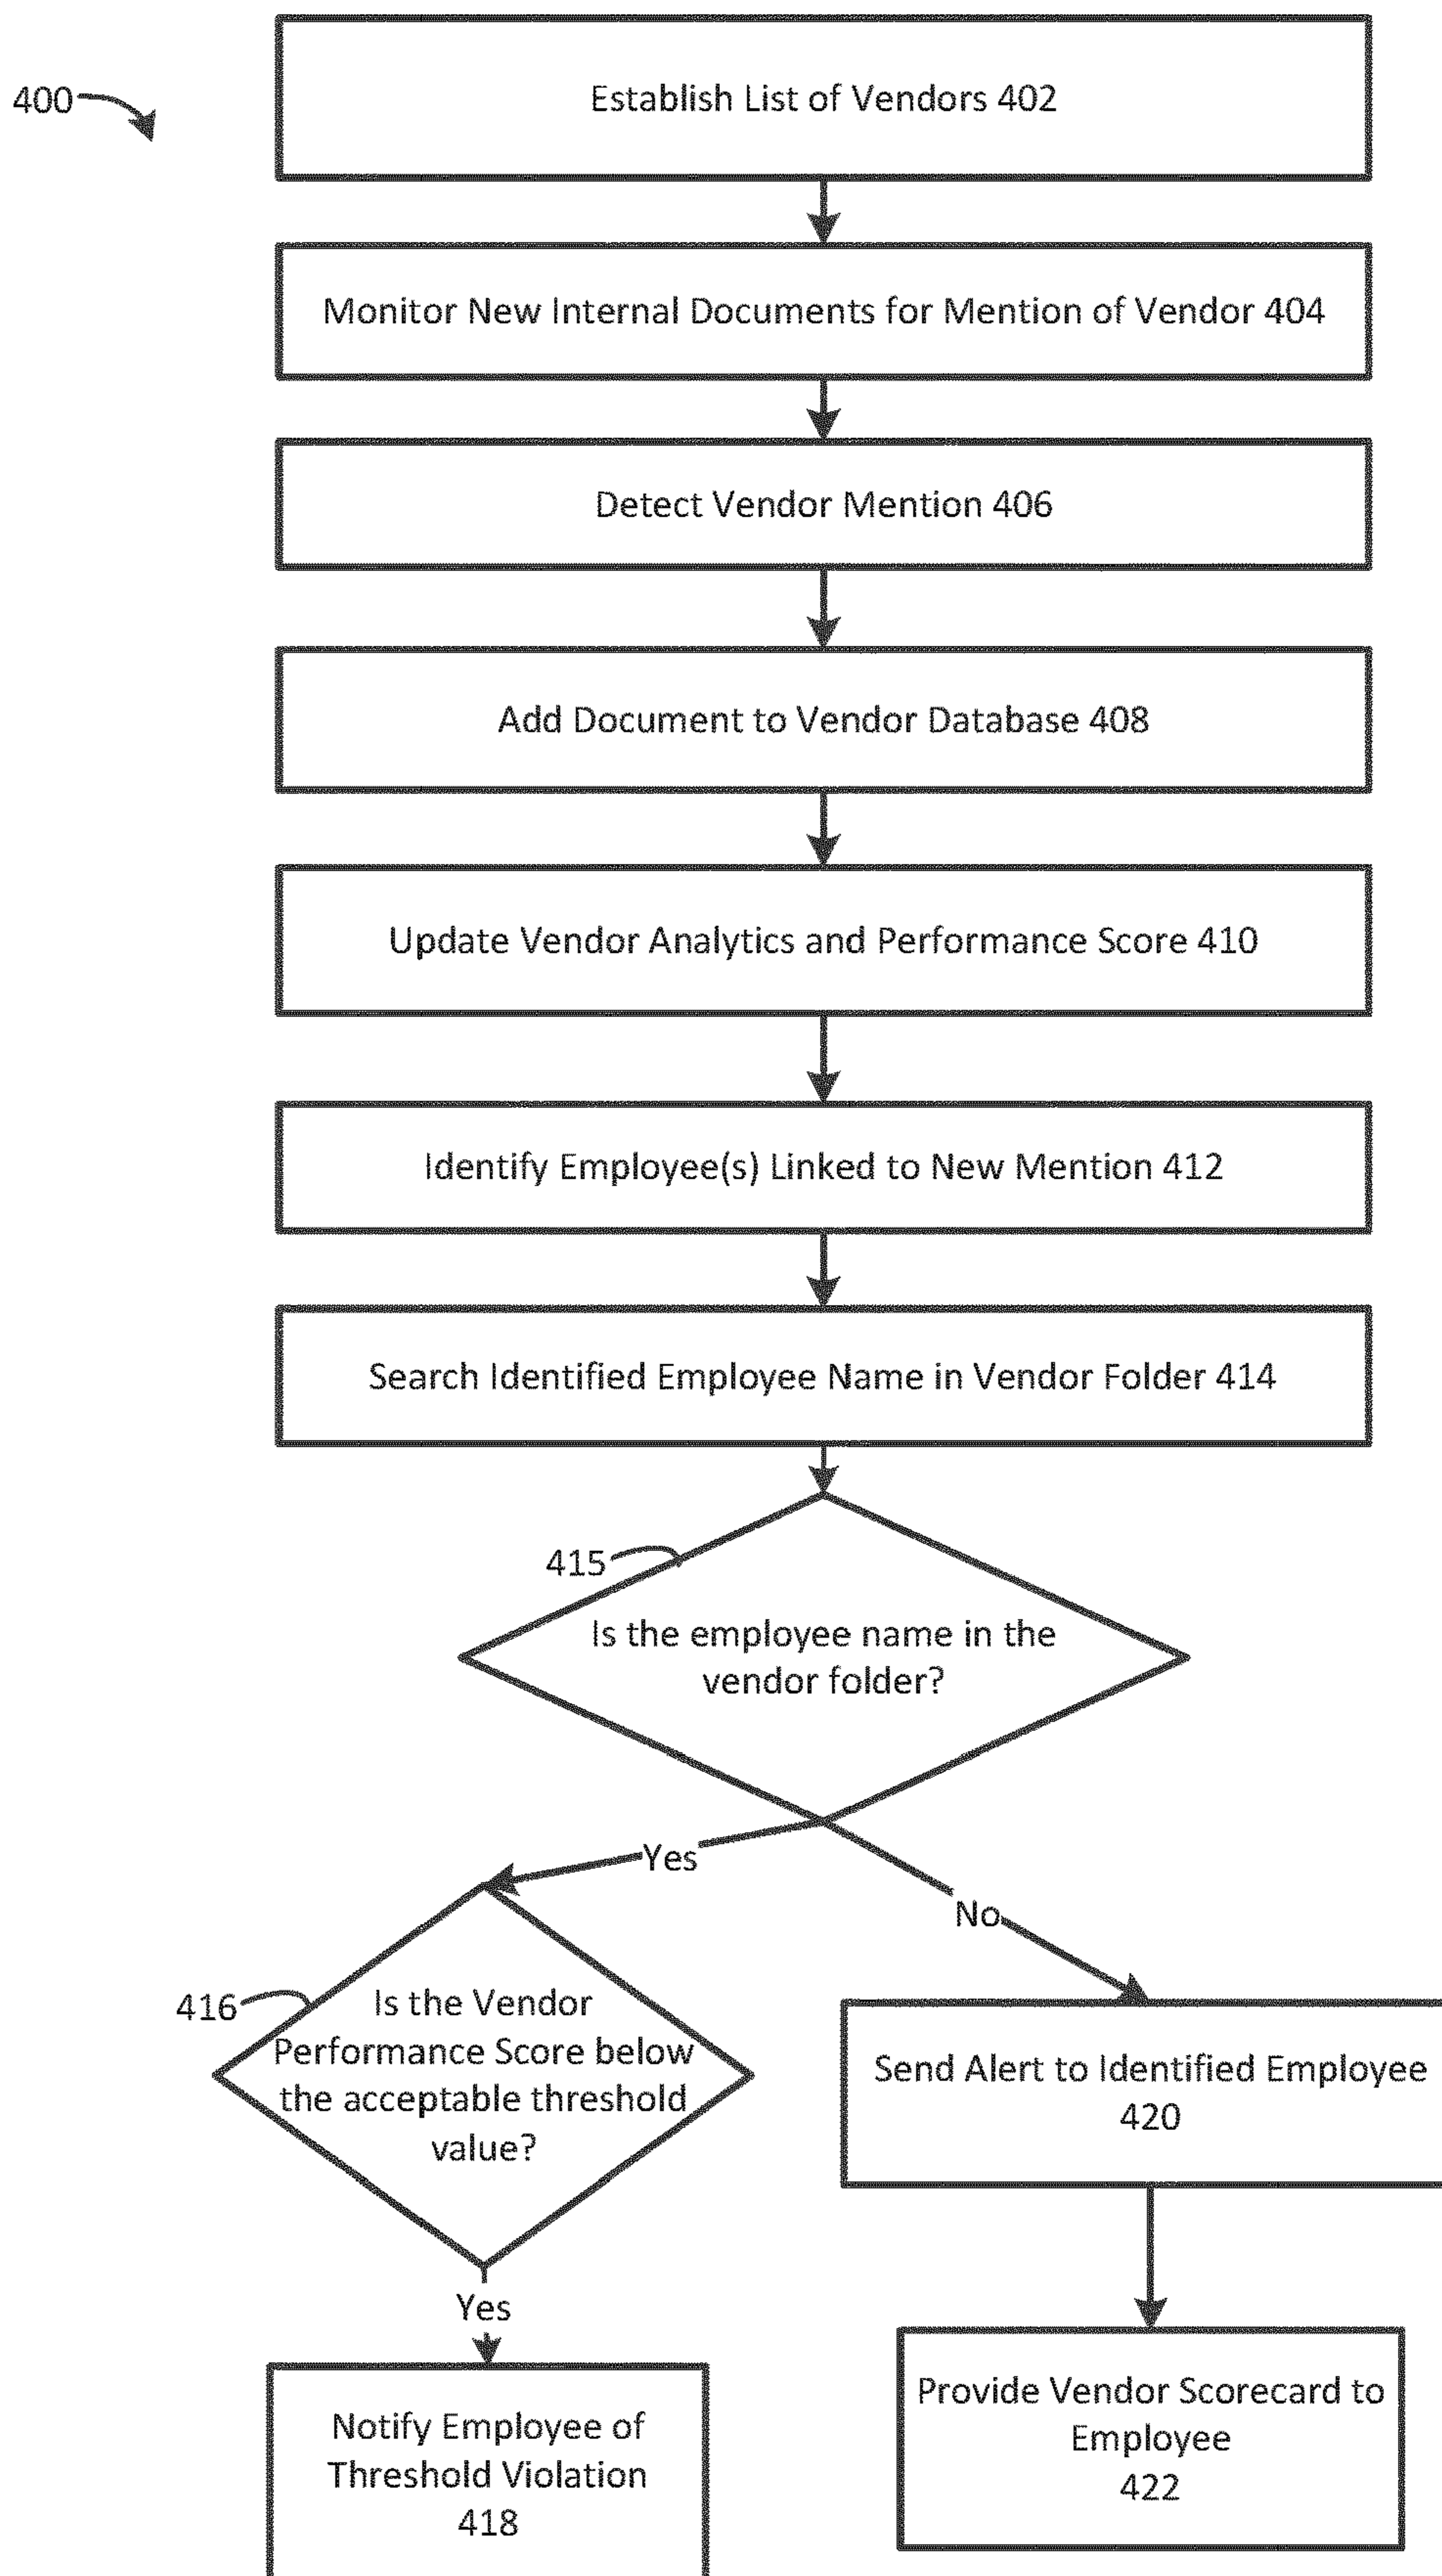 400
Establish List of Vendors 402
Monitor New Internal Documents for Mention of Vendor 404
Detect Vendor Mention 406
Add Document to Vendor Database 408
Update Vendor Analytics and Performance Score 410
Identify Employee(s) Linked to New Mention 412
Search Identified Employee Name in Vendor Folder 414
415
Is the employee name in the
vendor folder?
Yes
No
416
Is the Vendor
Performance Score below
the acceptable threshold
value?
Send Alert to Identified Employee
420
Yes
Notify Employee of
Threshold Violation
418
Provide Vendor Scorecard to
Employee
422